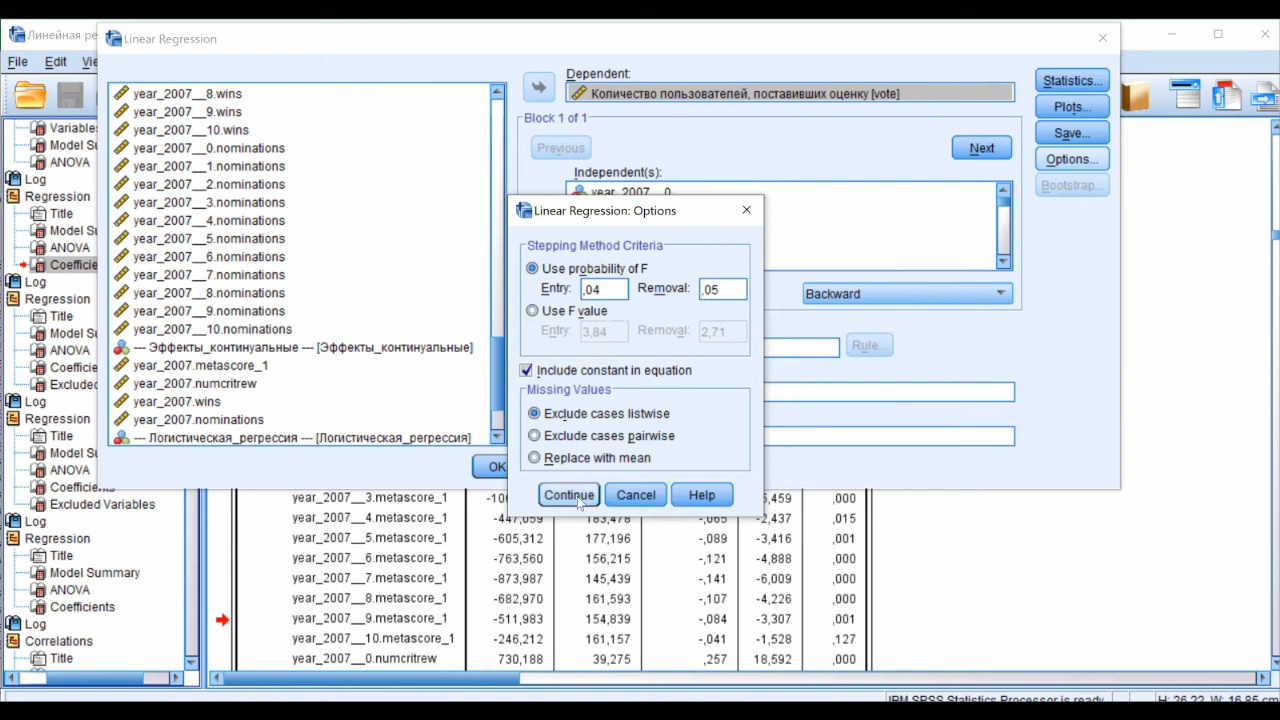 Линейная ре
Linear Regression
File Edit Vie
year_2007__8.wins
year_2007__9.wins
year_2007__10.wins
year_2007__0.nominations
year_2007__1.nominations
year_2007__2.nominations
year_2007__3.nominations
year_2007__4.nominations
year_2007__5.nominations
year_2007__6.nominations
year_2007__7.nominations
year_2007__8.nominations
year_2007__9.nominations
year_2007__10.nominations
--- Эффекты_континуальные --- [Эффекты_континуальные]
year_2007.metascore_1
year_2007.numcritrew
year_2007.wins
year_2007.nominations
--- Логистическая_регрессия --- [Логистическая_регрессия]
Dependent:
Количество пользователей, поставивших оценку [vote]
Block 1 of 1
Previous
Next
Independent(s):
year_2007__0
Backward
Rule...
Statistics...
Plots...
Save...
Options...
Bootstrap...
OK
Linear Regression: Options
Stepping Method Criteria
Use probability of F
Entry: ,04 Removal: ,05
Use F value
Entry: 3,84 Removal: 2,71
Include constant in equation
Missing Values
Exclude cases listwise
Exclude cases pairwise
Replace with mean
Continue Cancel Help
Variables
Model Su
ANOVA
Log
Regression
Title
Model Su
ANOVA
Coefficie
Log
Regression
Title
Model Su
ANOVA
Coefficie
Exclude
Log
Regression
Title
Model Su
ANOVA
Coefficients
Excluded Variables
Log
Regression
Title
Model Summary
ANOVA
Coefficients
Log
Correlations
Title
year_2007__3.metascore_1 5,459 ,000
year_2007__4.metascore_1 -447,059 183,478 -,065 -2,437 ,015
year_2007__5.metascore_1 -605,312 177,196 -,089 -3,416 ,001
year_2007__6.metascore_1 -763,560 156,215 -,121 -4,888 ,000
year_2007__7.metascore_1 -873,987 145,439 -,141 -6,009 ,000
year_2007__8.metascore_1 -682,970 161,593 -,107 -4,226 ,000
year_2007__9.metascore_1 -511,983 154,839 -,084 -3,307 ,001
year_2007__10.metascore_1 -246,212 161,157 -,041 -1,528 ,127
year_2007__0.numcritrew 730,188 39,275 ,257 18,592 ,000
IBM SPSS Statistics Processor is ready
H: 26,22, W: 16,85 cm